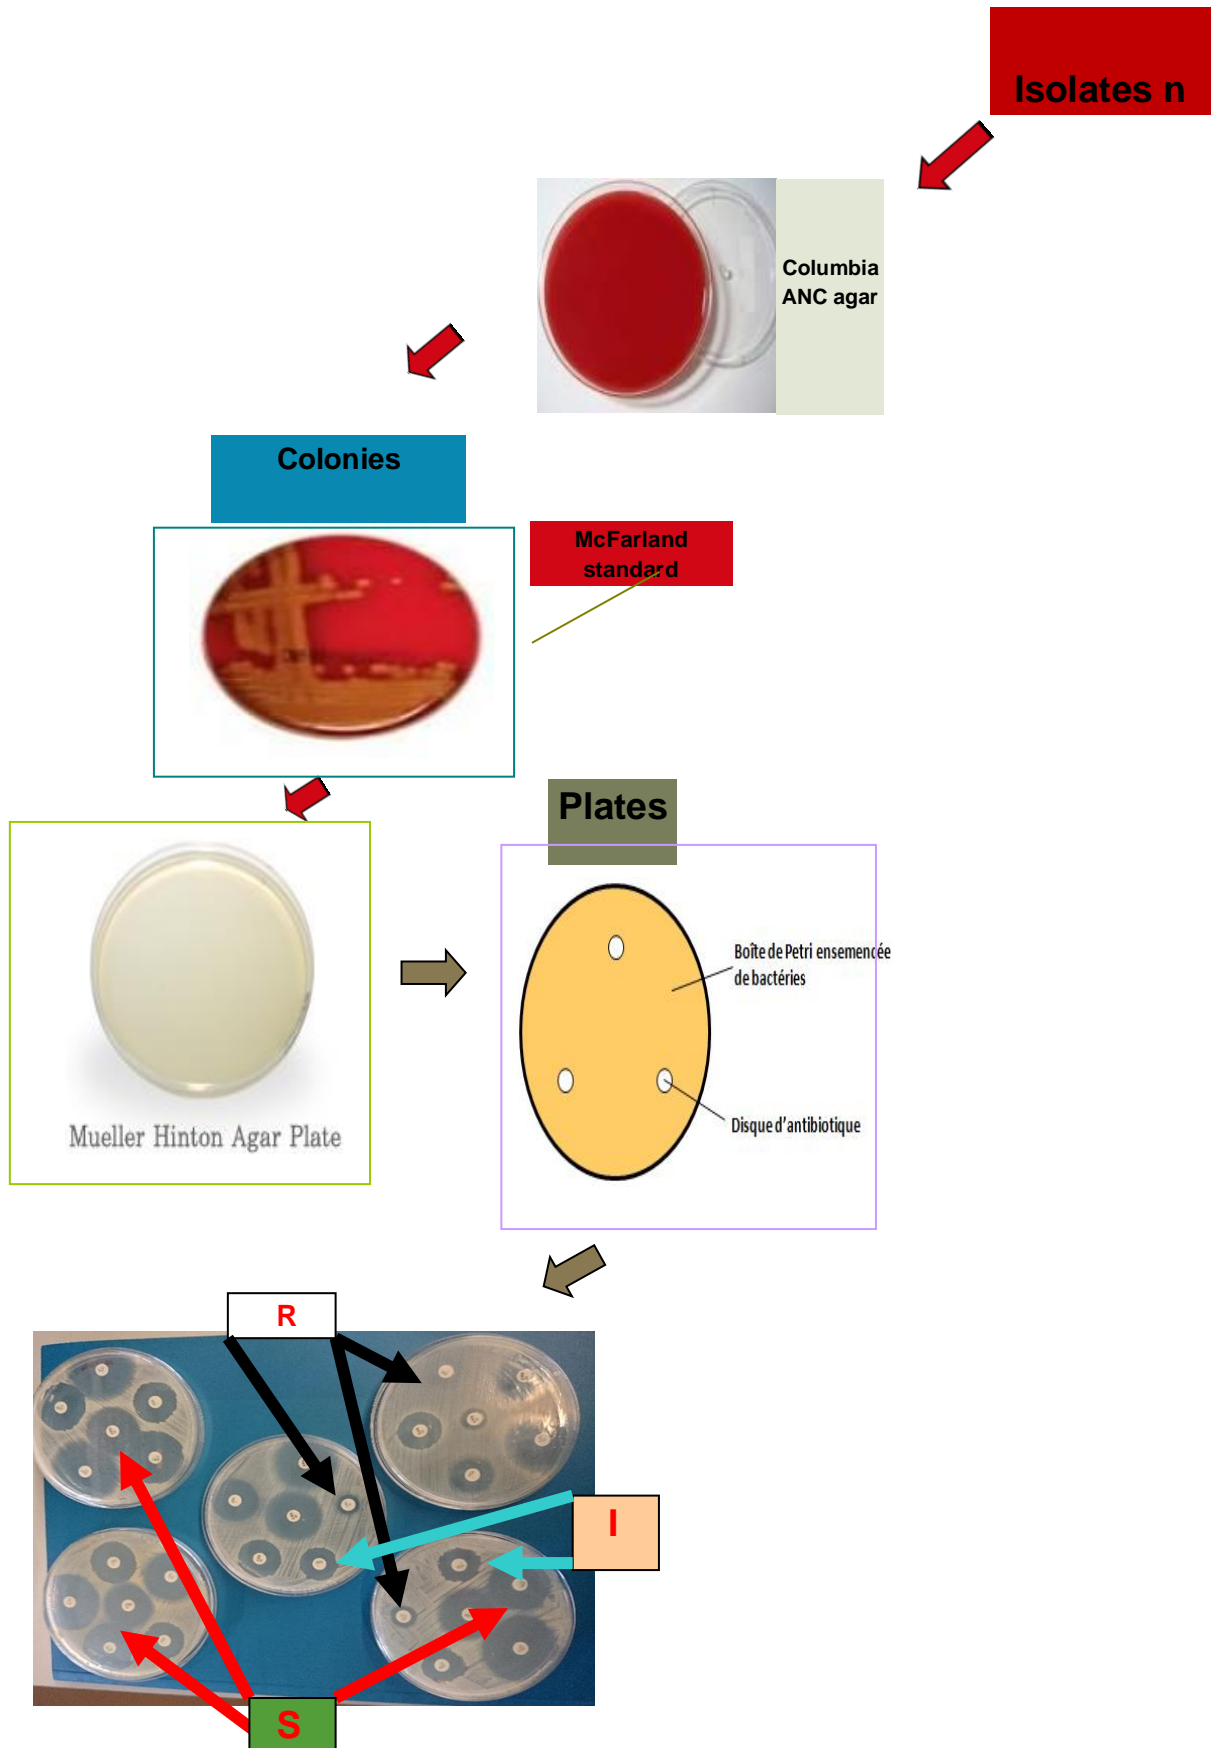 Isolates n
Columbia
ANC agar
Colonies
McFarland
standard
Plates
Boîte de Petri ensemencée
de bactéries
Disque d'antibiotique
Mueller Hinton Agar Plate
R
I
S